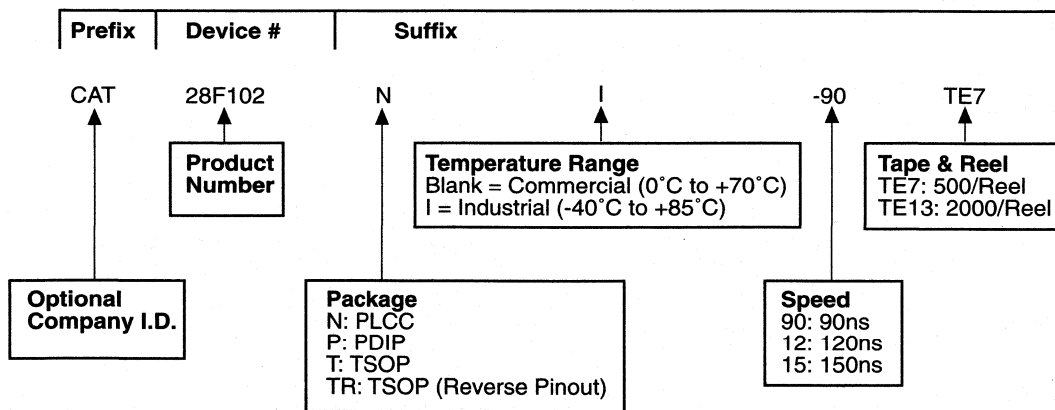 Prefix Device # Suffix
CAT 28F102 N I -90 TE7
Product
Number
Temperature Range
Blank = Commercial (0˚C to +70˚C)
I = Industrial (-40˚C to +85˚C)
Tape & Reel
TE7: 500/Reel
TE13: 2000/Reel
Optional
Company I.D.
Package
N: PLCC
P: PDIP
T: TSOP
TR: TSOP (Reverse Pinout)
Speed
90: 90ns
12: 120ns
15: 150ns